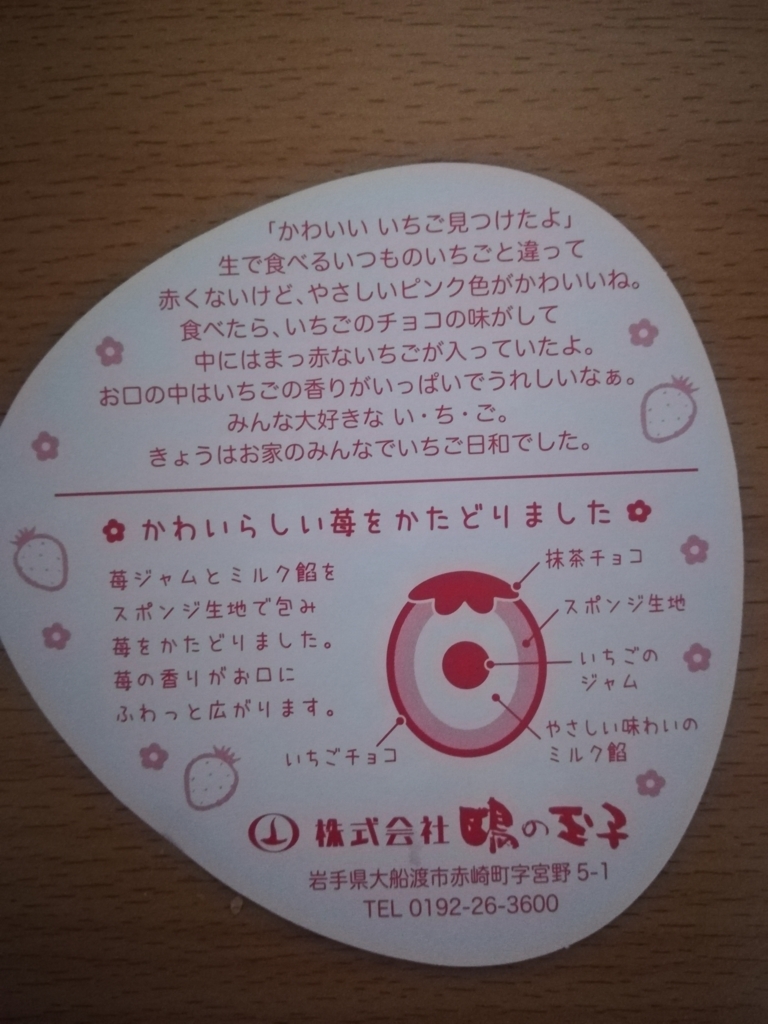 「かわいい いちご見つけたよ」
生で食べるいつものいちごと違って
赤くないけど、やさしいピンク色がかわいいね。
食べたら、いちごのチョコの味がして
中にはまっ赤ないちごが入っていたよ。
お口の中はいちごの香りがいっぱいでうれしいなぁ。
みんな大好きな い・ち・ご。
きょうはお家のみんなでいちご日和でした。
かわいらしい苺をかたどりました
苺ジャムとミルク餡を
スポンジ生地で包み
苺をかたどりました。
苺の香りがお口に
ふわっと広がります。
抹茶チョコ
スポンジ生地
いちごの
ジャム
やさしい味わいの
ミルク餡
いちごチョコ
株式会社 鴎の玉子
岩手県大船渡市赤崎町字宮野 5-1
TEL 0192-26-3600